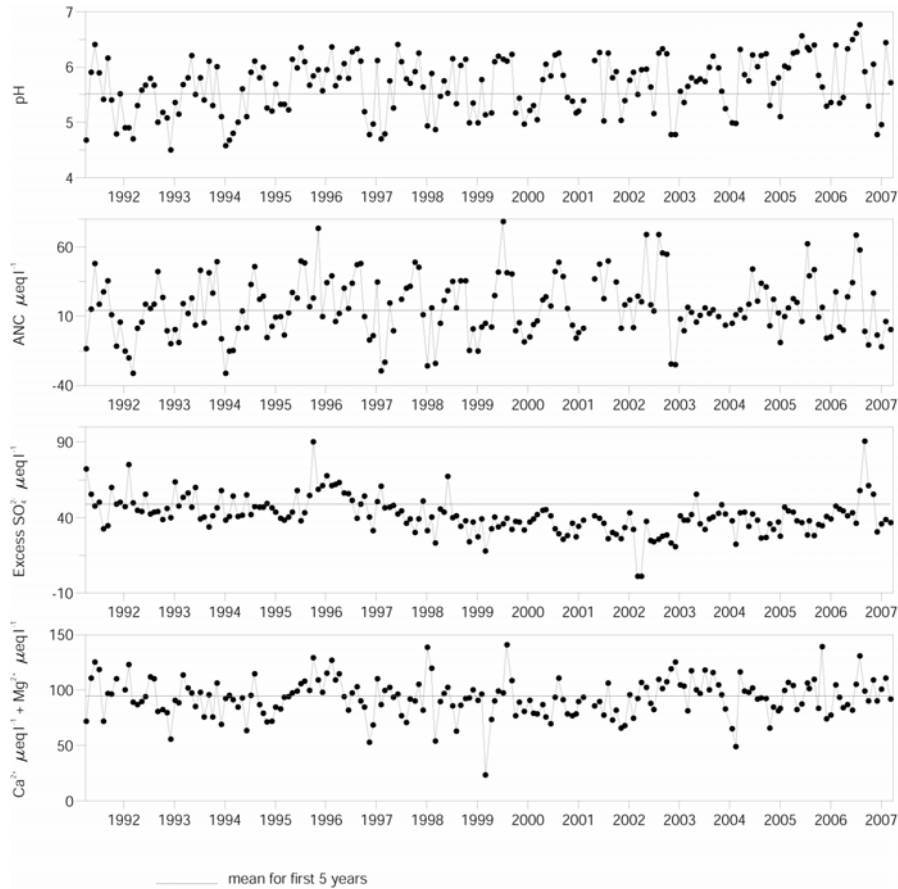 7
6
5
4
pH
1992 1993 1994 1995 1996 1997 1998 1999 2000 2001 2002 2003 2004 2005 2006 2007
60
10
-40
ANC µeq l⁻¹
1992 1993 1994 1995 1996 1997 1998 1999 2000 2001 2002 2003 2004 2005 2006 2007
90
40
-10
Excess SO₄²⁻ µeq l⁻¹
1992 1993 1994 1995 1996 1997 1998 1999 2000 2001 2002 2003 2004 2005 2006 2007
150
100
50
0
Ca²⁺ µeq l⁻¹ + Mg²⁺ µeq l⁻¹
1992 1993 1994 1995 1996 1997 1998 1999 2000 2001 2002 2003 2004 2005 2006 2007
mean for first 5 years